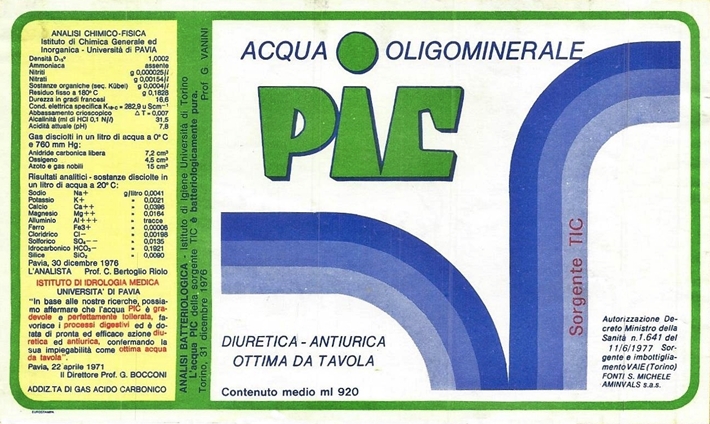 ANALISI CHIMICO-FISICA
Istituto di Chimica Generale ed
Inorganica - Università di PAVIA
Densità D₁₅° 1,0002
Ammoniaca assente
Nitriti g 0,000025/l
Nitrati g 0,00154/l
Sostanze organiche (sec. Kübel) g 0,0004/l
Residuo fisso a 180° C g 0,1828
Durezza in gradi francesi 16,6
Cond. elettrica specifica K₁₈°C = 282,9 u Scm⁻¹
Abbassamento crioscopico △ T = 0,007
Alcalinità (ml di HCl 0,1 N/l) 31,5
Acidità attuale (pH) 7,8
Gas disciolti in un litro di acqua a 0° C
e 760 mm Hg:
Anidride carbonica libera 7,2 cm³
Ossigeno 4,5 cm³
Azoto e gas nobili 15 cm³
Risultati analitici - sostanze disciolte in
un litro di acqua a 20° C:
Sodio Na+ g/litro 0,0041
Potassio K+ " 0,0021
Calcio Ca++ " 0,0396
Magnesio Mg++ " 0,0164
Alluminio Al+++ " tracce
Ferro Fe3+ " 0,00006
Cloridrico Cl− " 0,00198
Solforico SO₄−− " 0,0135
Idrocarbonico HCO₃− " 0,1921
Silice SiO₂ " 0,0090
Pavia, 30 dicembre 1976
L'ANALISTA Prof. C. Bertoglio Riolo
ISTITUTO DI IDROLOGIA MEDICA
UNIVERSITA' DI PAVIA
"In base alle nostre ricerche, possia-
mo affermare che l'acqua PIC è gra-
devole e perfettamente tollerata, fa-
vorisce i processi digestivi ed è do-
tata di pronta ed efficace azione diu-
retica ed antiurica, confermando la
sua impiegabilità come ottima acqua
da tavola".
Pavia, 22 aprile 1971
Il Direttore Prof. G. BOCCONI
ADDIZ.TA DI GAS ACIDO CARBONICO
ANALISI BATTERIOLOGICA - Istituto di Igiene Università di Torino
L'acqua PIC della sorgente TIC è batteriologicamente pura.
Torino, 31 dicembre 1976 Prof G. VANINI
ACQUA OLIGOMINERALE
PiC
DIURETICA - ANTIURICA
OTTIMA DA TAVOLA
Contenuto medio ml 920
Sorgente TIC
Autorizzazione De-
creto Ministro della
Sanità n.1.641 del
11/6/1977 Sor-
gente e imbottiglia-
mento VAIE (Torino)
FONTI S. MICHELE
AMINVALS s.a.s.